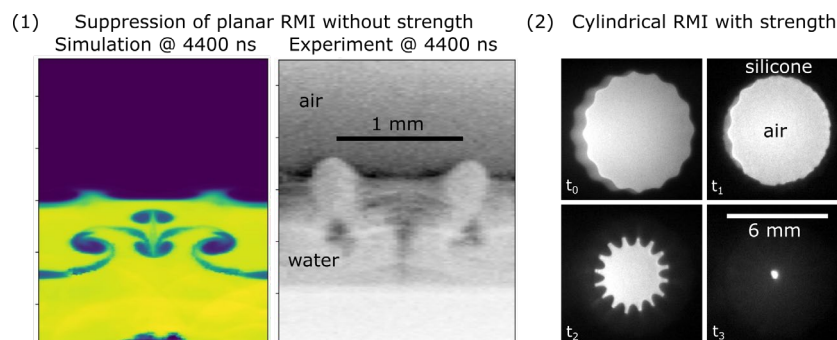 (1) Suppression of planar RMI without strength
Simulation @ 4400 ns
Experiment @ 4400 ns
air
1 mm
water
(2) Cylindrical RMI with strength
silicone
air
t0
t1
6 mm
t2
t3